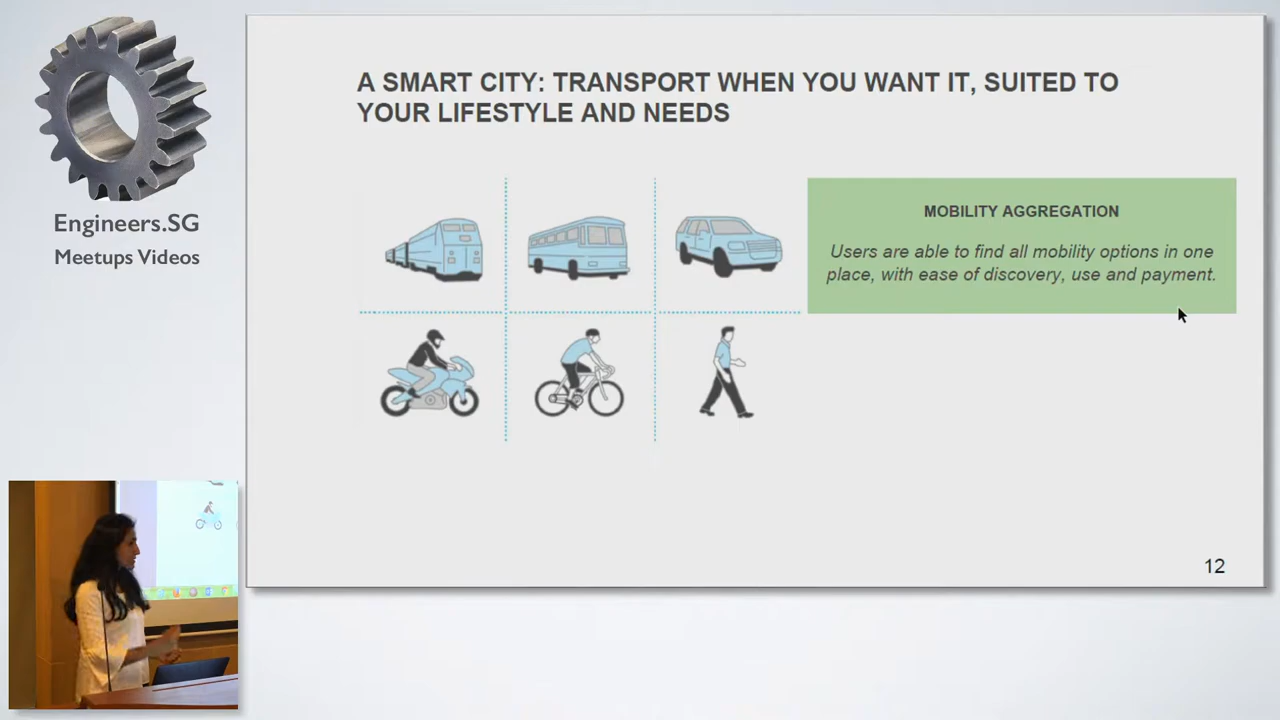 Engineers.SG
Meetups Videos
A SMART CITY: TRANSPORT WHEN YOU WANT IT, SUITED TO
YOUR LIFESTYLE AND NEEDS
MOBILITY AGGREGATION
Users are able to find all mobility options in one
place, with ease of discovery, use and payment.
12